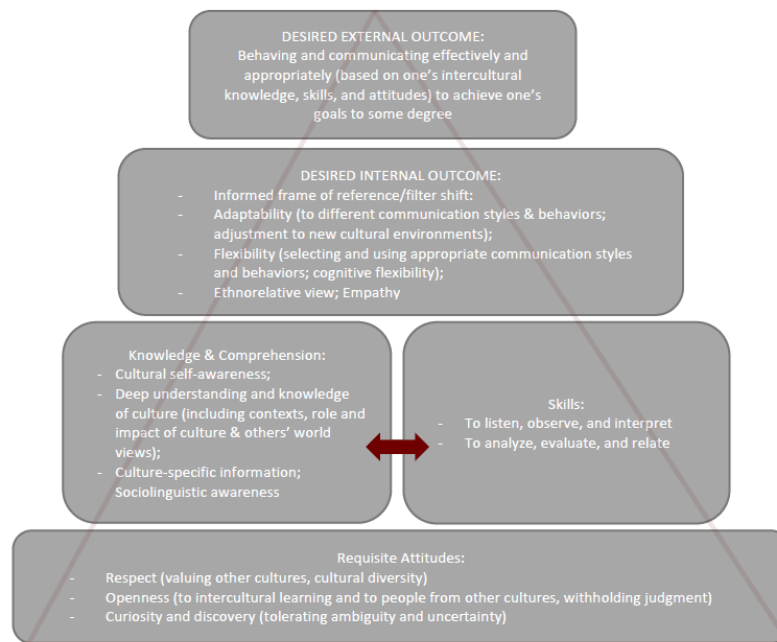 DESIRED EXTERNAL OUTCOME:
Behaving and communicating effectively and
appropriately (based on one's intercultural
knowledge, skills, and attitudes) to achieve one's
goals to some degree
DESIRED INTERNAL OUTCOME:
- Informed frame of reference/filter shift:
- Adaptability (to different communication styles & behaviors;
adjustment to new cultural environments);
- Flexibility (selecting and using appropriate communication styles
and behaviors; cognitive flexibility);
- Ethnorelative view; Empathy
Knowledge & Comprehension:
- Cultural self-awareness;
- Deep understanding and knowledge
of culture (including contexts, role and
impact of culture & others' world
views);
- Culture-specific information;
Sociolinguistic awareness
Skills:
- To listen, observe, and interpret
- To analyze, evaluate, and relate
Requisite Attitudes:
- Respect (valuing other cultures, cultural diversity)
- Openness (to intercultural learning and to people from other cultures, withholding judgment)
- Curiosity and discovery (tolerating ambiguity and uncertainty)